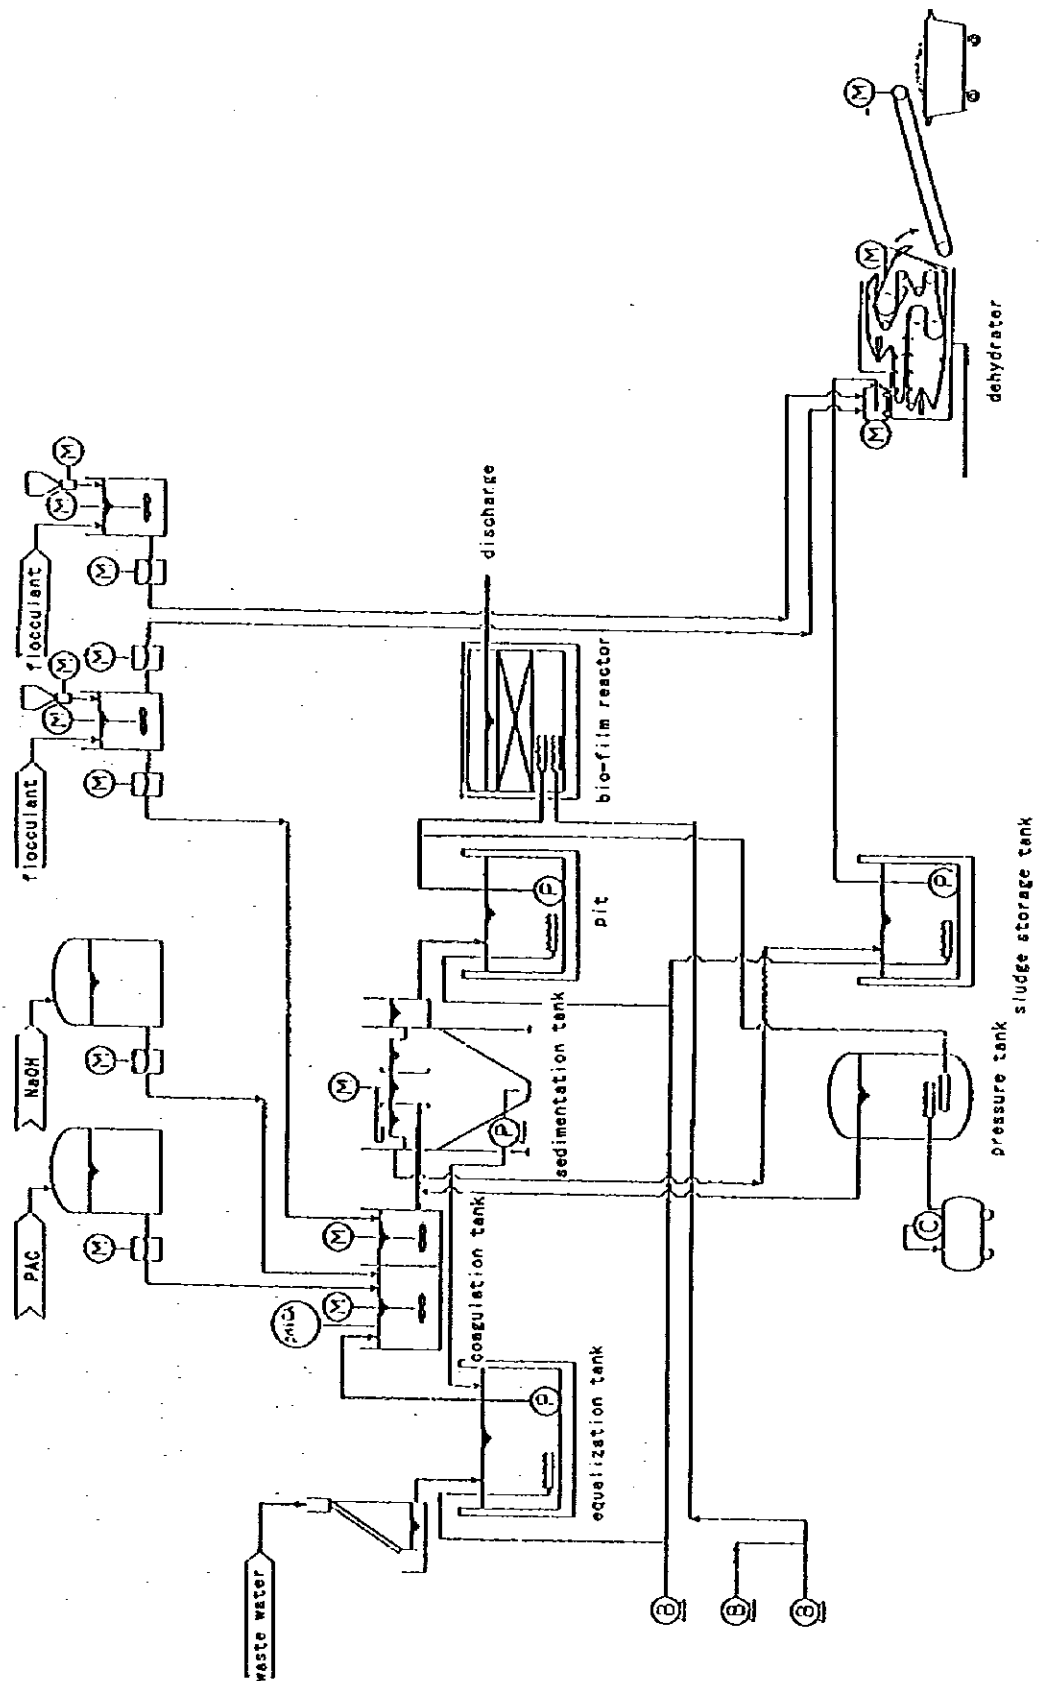 PAC
NaOH
flocculant
flocculant
M
M
M
M
M
M
M
M
M
waste water
M
M
M
coagulation tank
P
discharge
P
P
sedimentation tank
equalization tank
pit
bio-film reactor
B
B
B
M
M
M
C
P
pressure tank
sludge storage tank
dehydrater